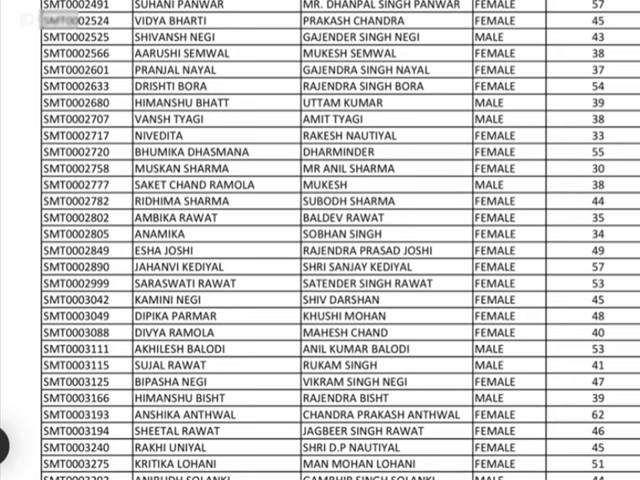 SMT0002491 SUHANI PANWAR MR. DHANPAL SINGH PANWAR FEMALE 57
SMT0002524 VIDYA BHARTI PRAKASH CHANDRA FEMALE 45
SMT0002525 SHIVANSH NEGI GAJENDER SINGH NEGI MALE 43
SMT0002566 AARUSHI SEMWAL MUKESH SEMWAL FEMALE 38
SMT0002601 PRANJAL NAYAL GAJENDRA SINGH NAYAL FEMALE 37
SMT0002633 DRISHTI BORA RAJENDRA SINGH BORA FEMALE 54
SMT0002680 HIMANSHU BHATT UTTAM KUMAR MALE 39
SMT0002707 VANSH TYAGI AMIT TYAGI MALE 38
SMT0002717 NIVEDITA RAKESH NAUTIYAL FEMALE 33
SMT0002720 BHUMIKA DHASMANA DHARMINDER FEMALE 55
SMT0002758 MUSKAN SHARMA MR ANIL SHARMA FEMALE 30
SMT0002777 SAKET CHAND RAMOLA MUKESH MALE 38
SMT0002782 RIDHIMA SHARMA SUBODH SHARMA FEMALE 44
SMT0002802 AMBIKA RAWAT BALDEV RAWAT FEMALE 35
SMT0002805 ANAMIKA SOBHAN SINGH FEMALE 34
SMT0002849 ESHA JOSHI RAJENDRA PRASAD JOSHI FEMALE 49
SMT0002890 JAHANVI KEDIYAL SHRI SANJAY KEDIYAL FEMALE 57
SMT0002999 SARASWATI RAWAT SATENDER SINGH RAWAT FEMALE 53
SMT0003042 KAMINI NEGI SHIV DARSHAN FEMALE 45
SMT0003049 DIPIKA PARMAR KHUSHI MOHAN FEMALE 48
SMT0003088 DIVYA RAMOLA MAHESH CHAND FEMALE 40
SMT0003111 AKHILESH BALODI ANIL KUMAR BALODI MALE 53
SMT0003115 SUJAL RAWAT RUKAM SINGH MALE 41
SMT0003125 BIPASHA NEGI VIKRAM SINGH NEGI FEMALE 47
SMT0003166 HIMANSHU BISHT RAJENDRA BISHT MALE 39
SMT0003193 ANSHIKA ANTHWAL CHANDRA PRAKASH ANTHWAL FEMALE 62
SMT0003194 SHEETAL RAWAT JAGBEER SINGH RAWAT FEMALE 46
SMT0003240 RAKHI UNIYAL SHRI D.P NAUTIYAL FEMALE 45
SMT0003275 KRITIKA LOHANI MAN MOHAN LOHANI FEMALE 51